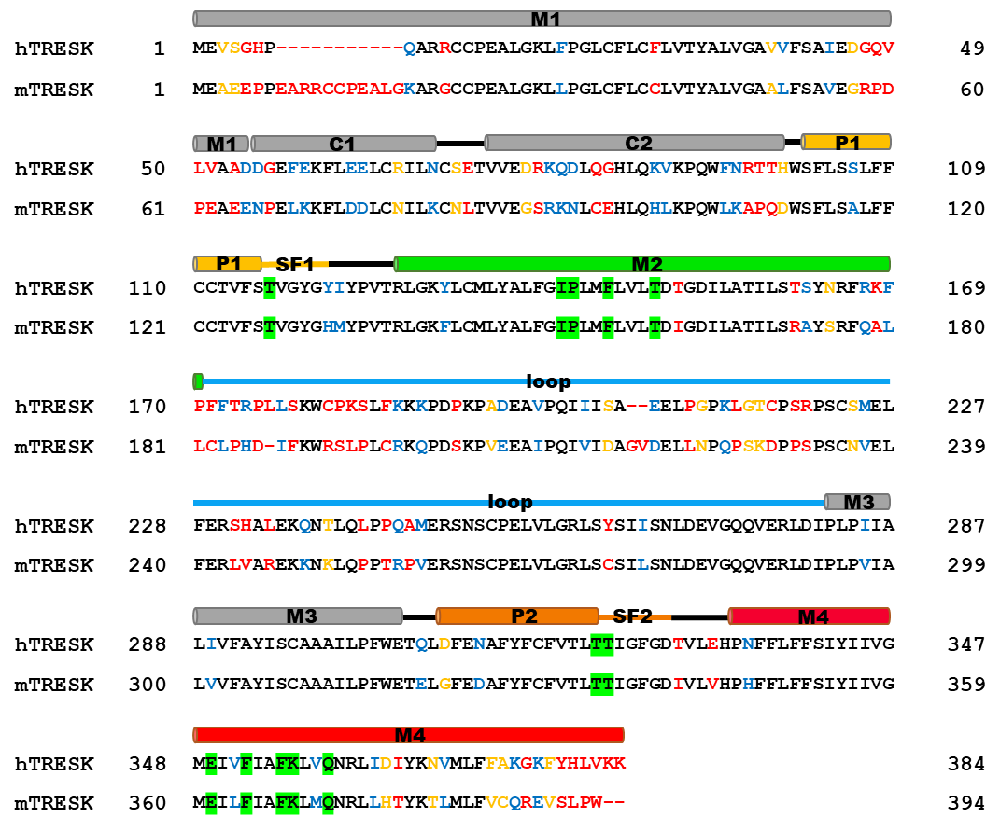 M1
hTRESK 1 MEVSGHP-----------QARRCCPEALGKLFPGLCFLCFLVTYALVGAVVFSAIEDGQV 49
mTRESK 1 MEAEEPPEARRCCPEALGKARGCCPEALGKLLPGLCFLCCLVTYALVGAALFSAVEGRPD 60
M1 C1 C2 P1
hTRESK 50 LVAADDGEFEKFLEELCRILNCSETVVEDRKQDLQGHLQKVKPQWFNRTTHWSFLSSLFF 109
mTRESK 61 PEAEENPELKKFLDDLCNILKCNLTVVEGSRKNLCEHLQHLKPQWLKAPQDWSFLSALFF 120
P1 SF1 M2
hTRESK 110 CCTVFSTVGYGYIYPVTRLGKYLCMLYALFGIPLMFLVLTDTGDILATILSTSYNRFRKF 169
mTRESK 121 CCTVFSTVGYGHMYPVTRLGKFLCMLYALFGIPLMFLVLTDIGDILATILSRAYSRFQAL 180
loop
hTRESK 170 PFFTRPLLSKWCPKSLFKKKPDPKPADEAVPQIIISA--EELPGPKLGTCPSRPSCSMEL 227
mTRESK 181 LCLPHD-IFKWRSLPLCRKQPDSKPVEEAIPQIVIDAGVDELLNPQPSKDPPSPSCNVEL 239
loop M3
hTRESK 228 FERSHALEKQNTLQLPPQAMERSNSCPELVLGRLSYSIISNLDEVGQQVERLDIPLPIIA 287
mTRESK 240 FERLVAREKKNKLQPPTRPVERSNSCPELVLGRLSCSILSNLDEVGQQVERLDIPLPVIA 299
M3 P2 SF2 M4
hTRESK 288 LIVFAYISCAAAILPFWETQLDFENAFYFCFVTLTTIGFGDTVLEHPNFFLFFSIYIIVG 347
mTRESK 300 LVVFAYISCAAAILPFWETELGFEDAFYFCFVTLTTIGFGDIVLVHPHFFLFFSIYIIVG 359
M4
hTRESK 348 MEIVFIAFKLVQNRLIDIYKNVMLFFAKGKFYHLVKK 384
mTRESK 360 MEILFIAFKLMQNRLLHTYKTLMLFVCQREVSLPW-- 394